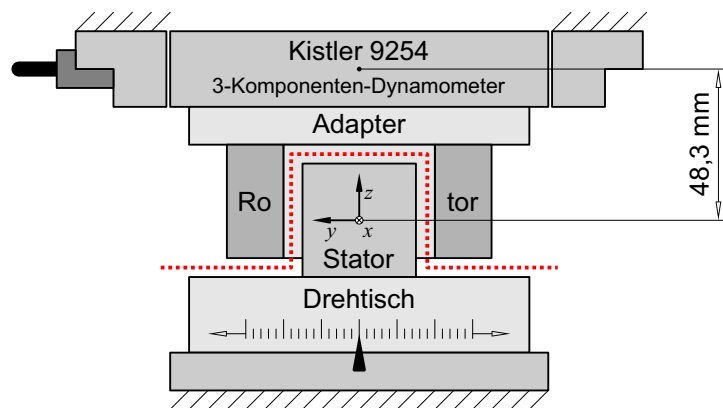 Kistler 9254
3-Komponenten-Dynamometer
Adapter
48,3 mm
Ro
tor
z
y
x
Stator
Drehtisch